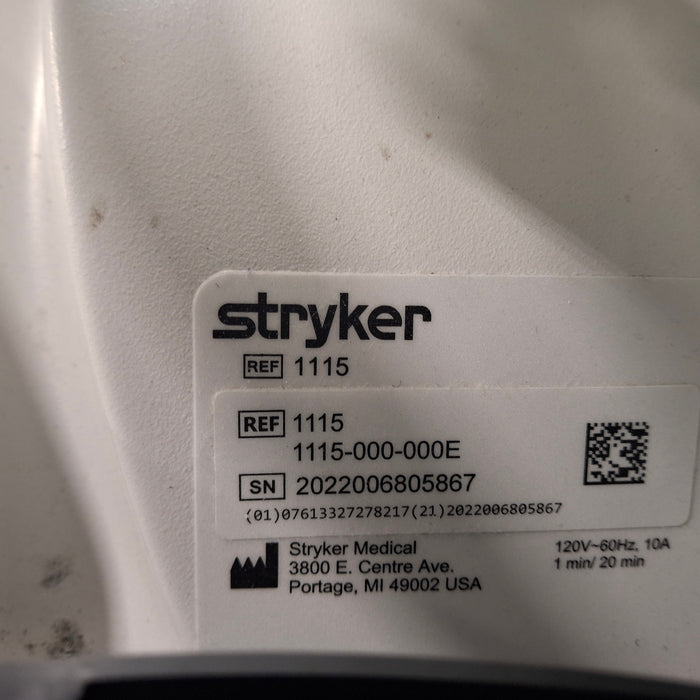 stryker
REF 1115
REF 1115
1115-000-000E
SN 2022006805867
(01)07613327278217(21)2022006805867
Stryker Medical
3800 E. Centre Ave.
Portage, MI 49002 USA
120V~60Hz, 10A
1 min/ 20 min